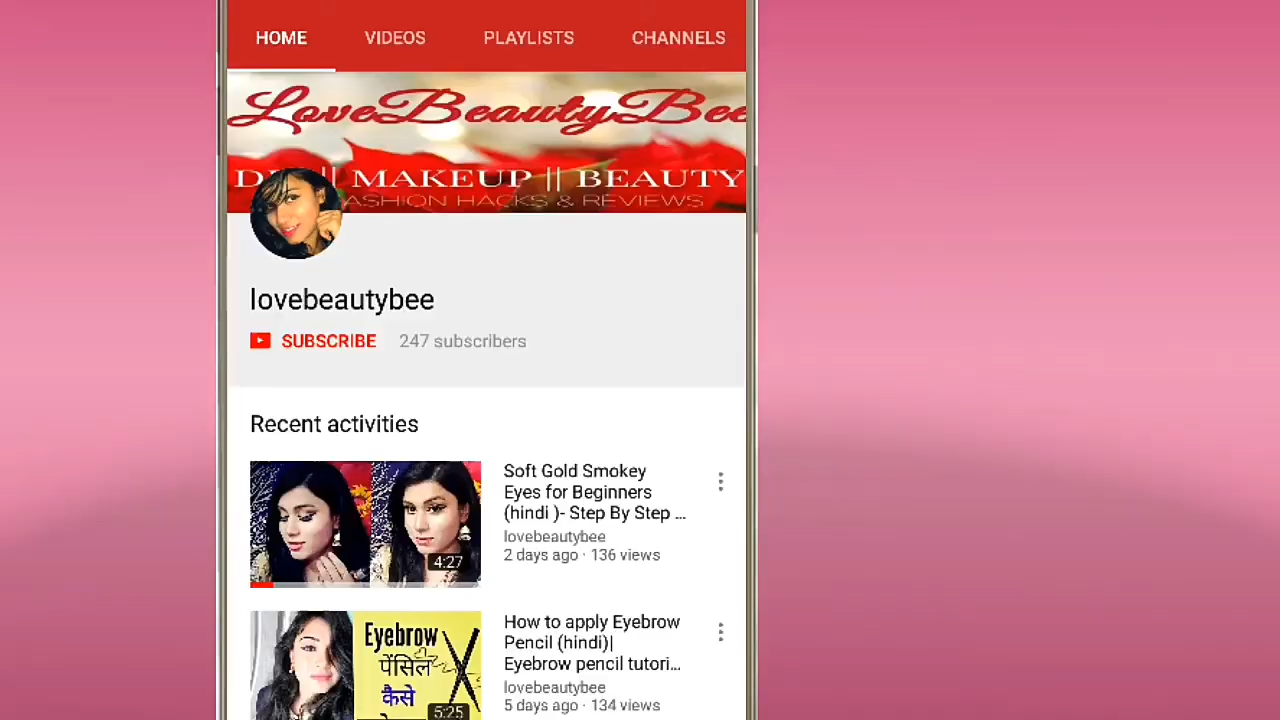 HOME VIDEOS PLAYLISTS CHANNELS
LoveBeautyBee
|| MAKEUP || BEAUTY
ASHION HACKS & REVIEWS
lovebeautybee
SUBSCRIBE 247 subscribers
Recent activities
Soft Gold Smokey
Eyes for Beginners
(hindi )- Step By Step ...
lovebeautybee
2 days ago · 136 views
4:27
How to apply Eyebrow
Pencil (hindi)|
Eyebrow pencil tutori...
lovebeautybee
5 days ago · 134 views
Eyebrow
पेंसिल
कैसे
5:25